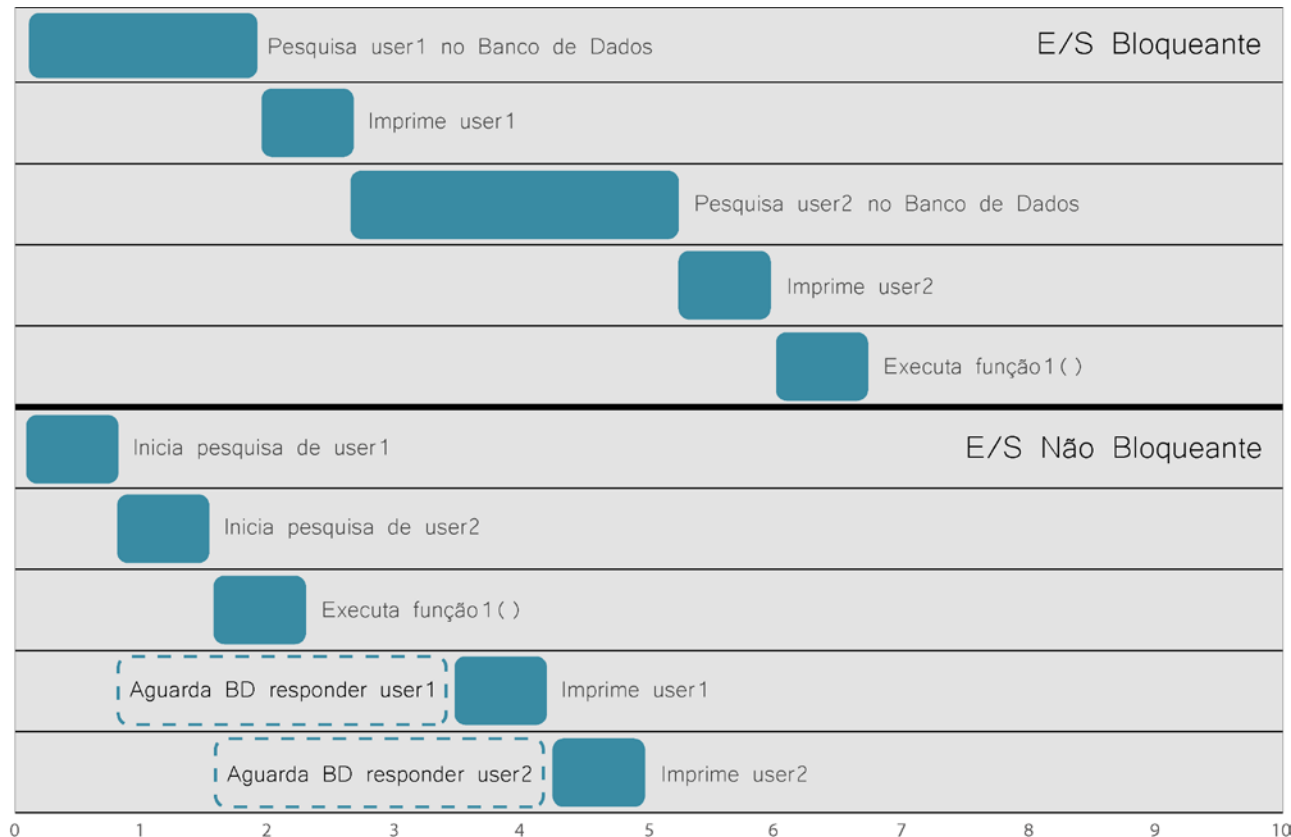 Pesquisa user1 no Banco de Dados
E/S Bloqueante
Imprime user1
Pesquisa user2 no Banco de Dados
Imprime user2
Executa função1()
Inicia pesquisa de user1
E/S Não Bloqueante
Inicia pesquisa de user2
Executa função1()
Aguarda BD responder user1
Imprime user1
Aguarda BD responder user2
Imprime user2
0 1 2 3 4 5 6 7 8 9 10